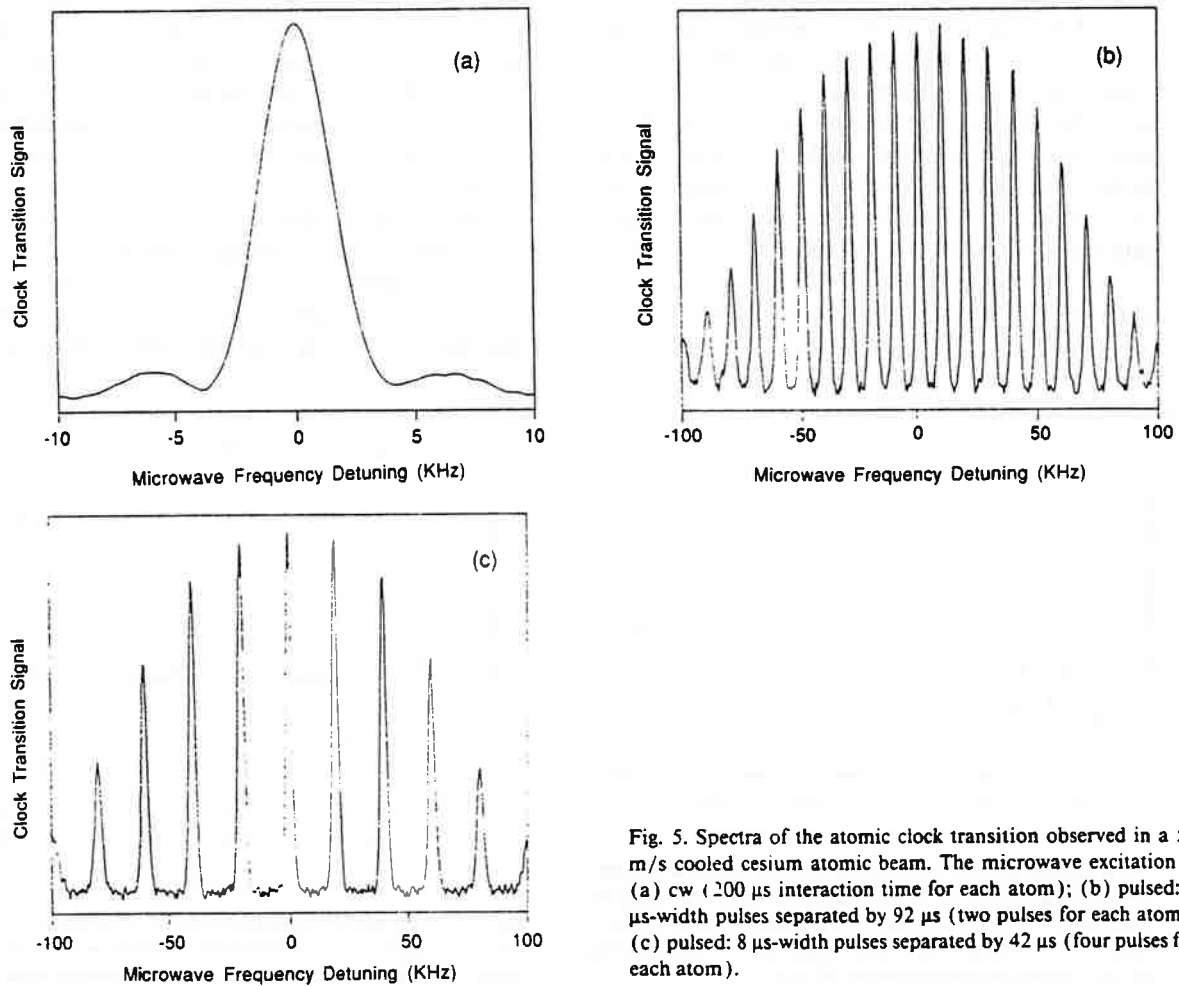 (a)
Clock Transition Signal
-10 -5 0 5 10
Microwave Frequency Detuning (KHz)
(b)
Clock Transition Signal
-100 -50 0 50 100
Microwave Frequency Detuning (KHz)
(c)
Clock Transition Signal
-100 -50 0 50 100
Microwave Frequency Detuning (KHz)
Fig. 5. Spectra of the atomic clock transition observed in a
m/s cooled cesium atomic beam. The microwave excitation
(a) cw (200 μs interaction time for each atom); (b) pulsed:
μs-width pulses separated by 92 μs (two pulses for each atom
(c) pulsed: 8 μs-width pulses separated by 42 μs (four pulses f
each atom).